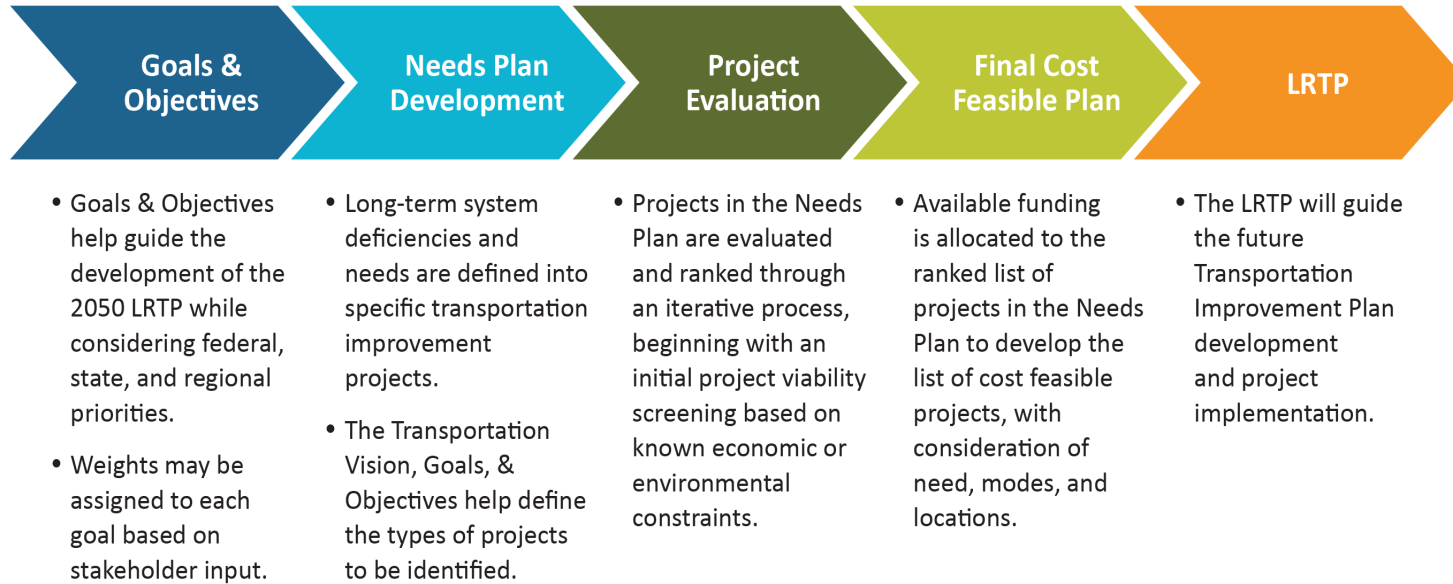 Goals &
Objectives
Needs Plan
Development
Project
Evaluation
Final Cost
Feasible Plan
LRTP
• Goals & Objectives
help guide the
development of the
2050 LRTP while
considering federal,
state, and regional
priorities.
• Weights may be
assigned to each
goal based on
stakeholder input.
• Long-term system
deficiencies and
needs are defined into
specific transportation
improvement
projects.
• The Transportation
Vision, Goals, &
Objectives help define
the types of projects
to be identified.
• Projects in the Needs
Plan are evaluated
and ranked through
an iterative process,
beginning with an
initial project viability
screening based on
known economic or
environmental
constraints.
• Available funding
is allocated to the
ranked list of
projects in the Needs
Plan to develop the
list of cost feasible
projects, with
consideration of
need, modes, and
locations.
• The LRTP will guide
the future
Transportation
Improvement Plan
development
and project
implementation.